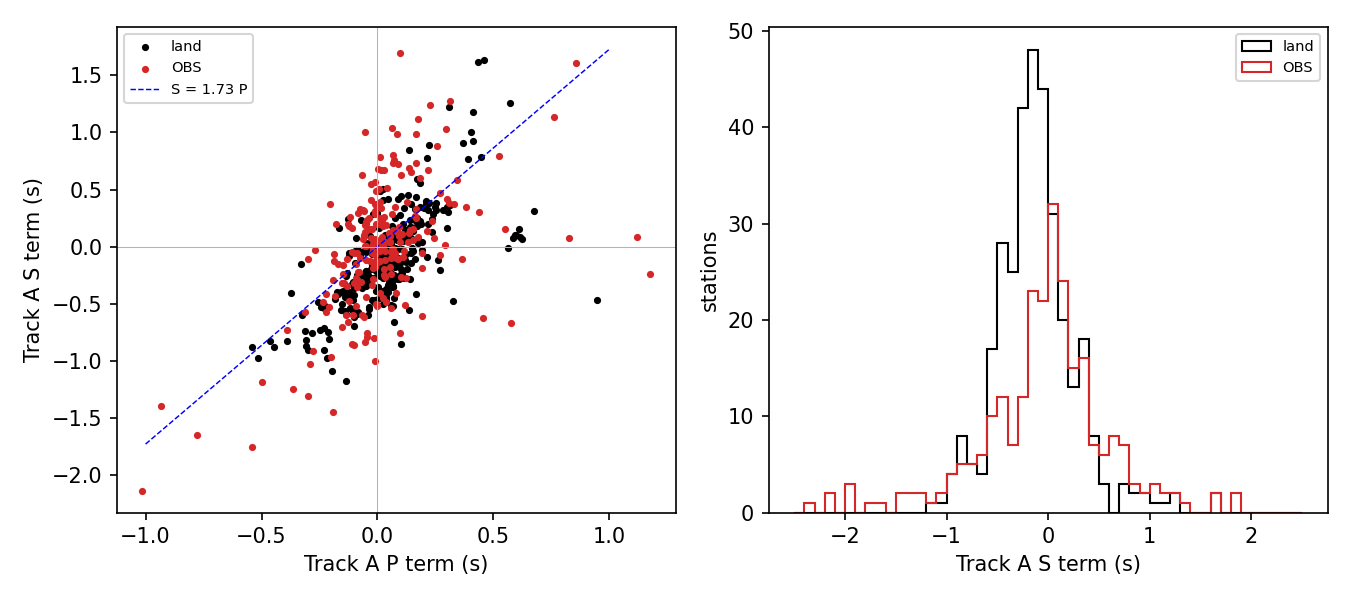 land
OBS
S = 1.73 P
1.5
1.0
0.5
0.0
−0.5
−1.0
−1.5
−2.0
Track A S term (s)
−1.0 −0.5 0.0 0.5 1.0
Track A P term (s)
land
OBS
50
40
30
20
10
0
stations
−2 −1 0 1 2
Track A S term (s)